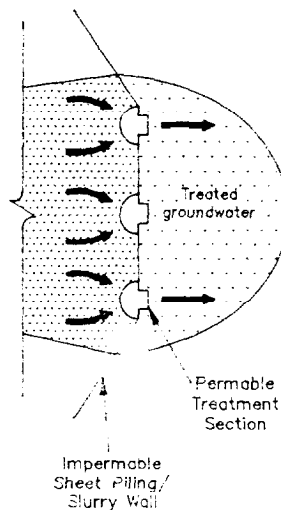 Treated
groundwater
Permable
Treatment
Section
Impermable
Sheet Piling/
Slurry Wall